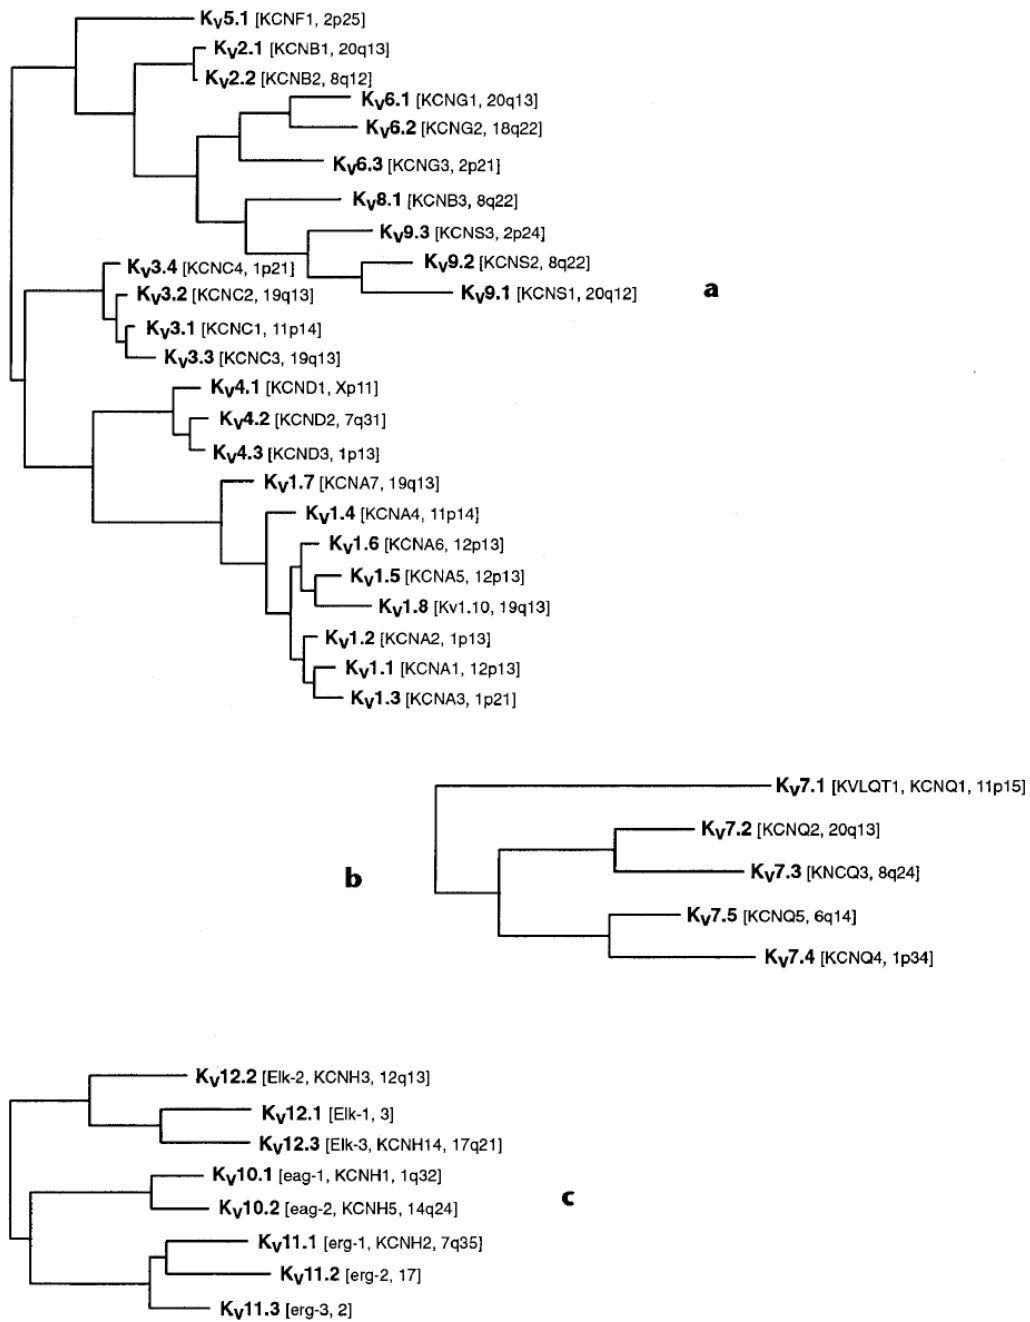 Kv5.1 [KCNF1, 2p25]
Kv2.1 [KCNB1, 20q13]
Kv2.2 [KCNB2, 8q12]
Kv6.1 [KCNG1, 20q13]
Kv6.2 [KCNG2, 18q22]
Kv6.3 [KCNG3, 2p21]
Kv8.1 [KCNB3, 8q22]
Kv9.3 [KCNS3, 2p24]
Kv9.2 [KCNS2, 8q22]
Kv3.4 [KCNC4, 1p21]
Kv9.1 [KCNS1, 20q12]
a
Kv3.2 [KCNC2, 19q13]
Kv3.1 [KCNC1, 11p14]
Kv3.3 [KCNC3, 19q13]
Kv4.1 [KCND1, Xp11]
Kv4.2 [KCND2, 7q31]
Kv4.3 [KCND3, 1p13]
Kv1.7 [KCNA7, 19q13]
Kv1.4 [KCNA4, 11p14]
Kv1.6 [KCNA6, 12p13]
Kv1.5 [KCNA5, 12p13]
Kv1.8 [Kv1.10, 19q13]
Kv1.2 [KCNA2, 1p13]
Kv1.1 [KCNA1, 12p13]
Kv1.3 [KCNA3, 1p21]
Kv7.1 [KVLQT1, KCNQ1, 11p15]
Kv7.2 [KCNQ2, 20q13]
b
Kv7.3 [KNCQ3, 8q24]
Kv7.5 [KCNQ5, 6q14]
Kv7.4 [KCNQ4, 1p34]
Kv12.2 [Elk-2, KCNH3, 12q13]
Kv12.1 [Elk-1, 3]
Kv12.3 [Elk-3, KCNH14, 17q21]
Kv10.1 [eag-1, KCNH1, 1q32]
c
Kv10.2 [eag-2, KCNH5, 14q24]
Kv11.1 [erg-1, KCNH2, 7q35]
Kv11.2 [erg-2, 17]
Kv11.3 [erg-3, 2]